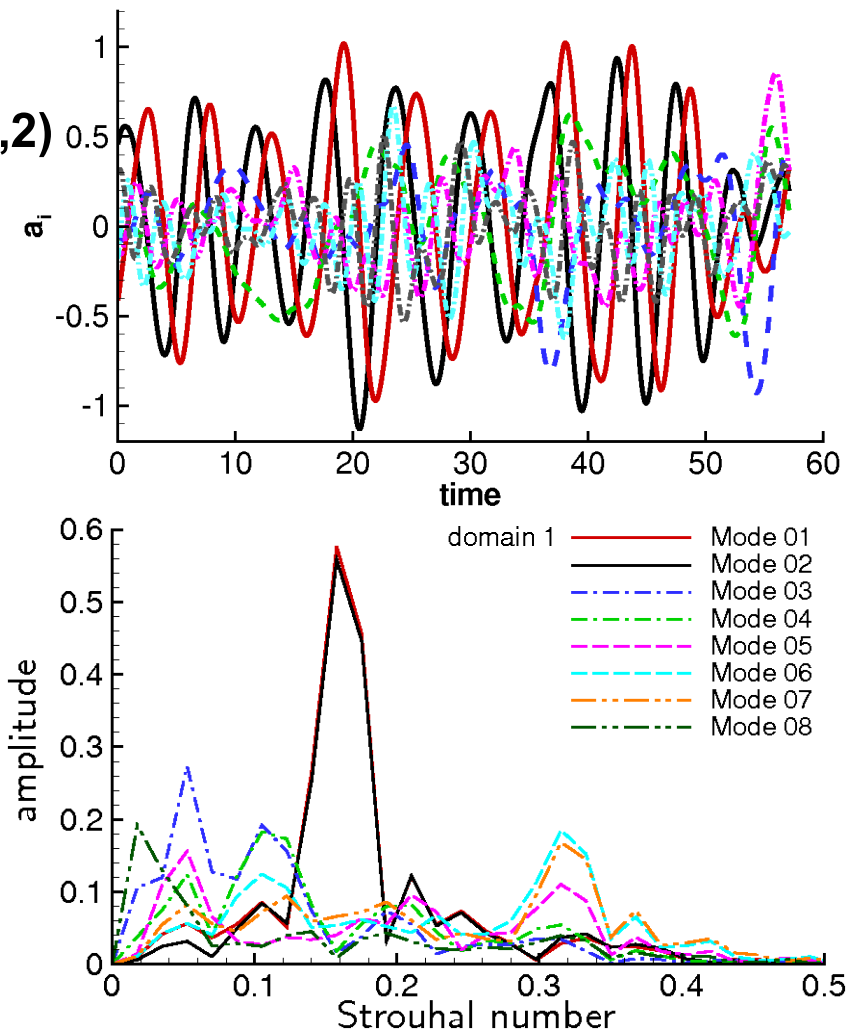 1
0.5
0
-0.5
-1
,2)
a_i
0 10 20 30 40 50 60
time
0.6
0.5
0.4
0.3
0.2
0.1
0
amplitude
domain 1
Mode 01
Mode 02
Mode 03
Mode 04
Mode 05
Mode 06
Mode 07
Mode 08
0 0.1 0.2 0.3 0.4 0.5
Strouhal number